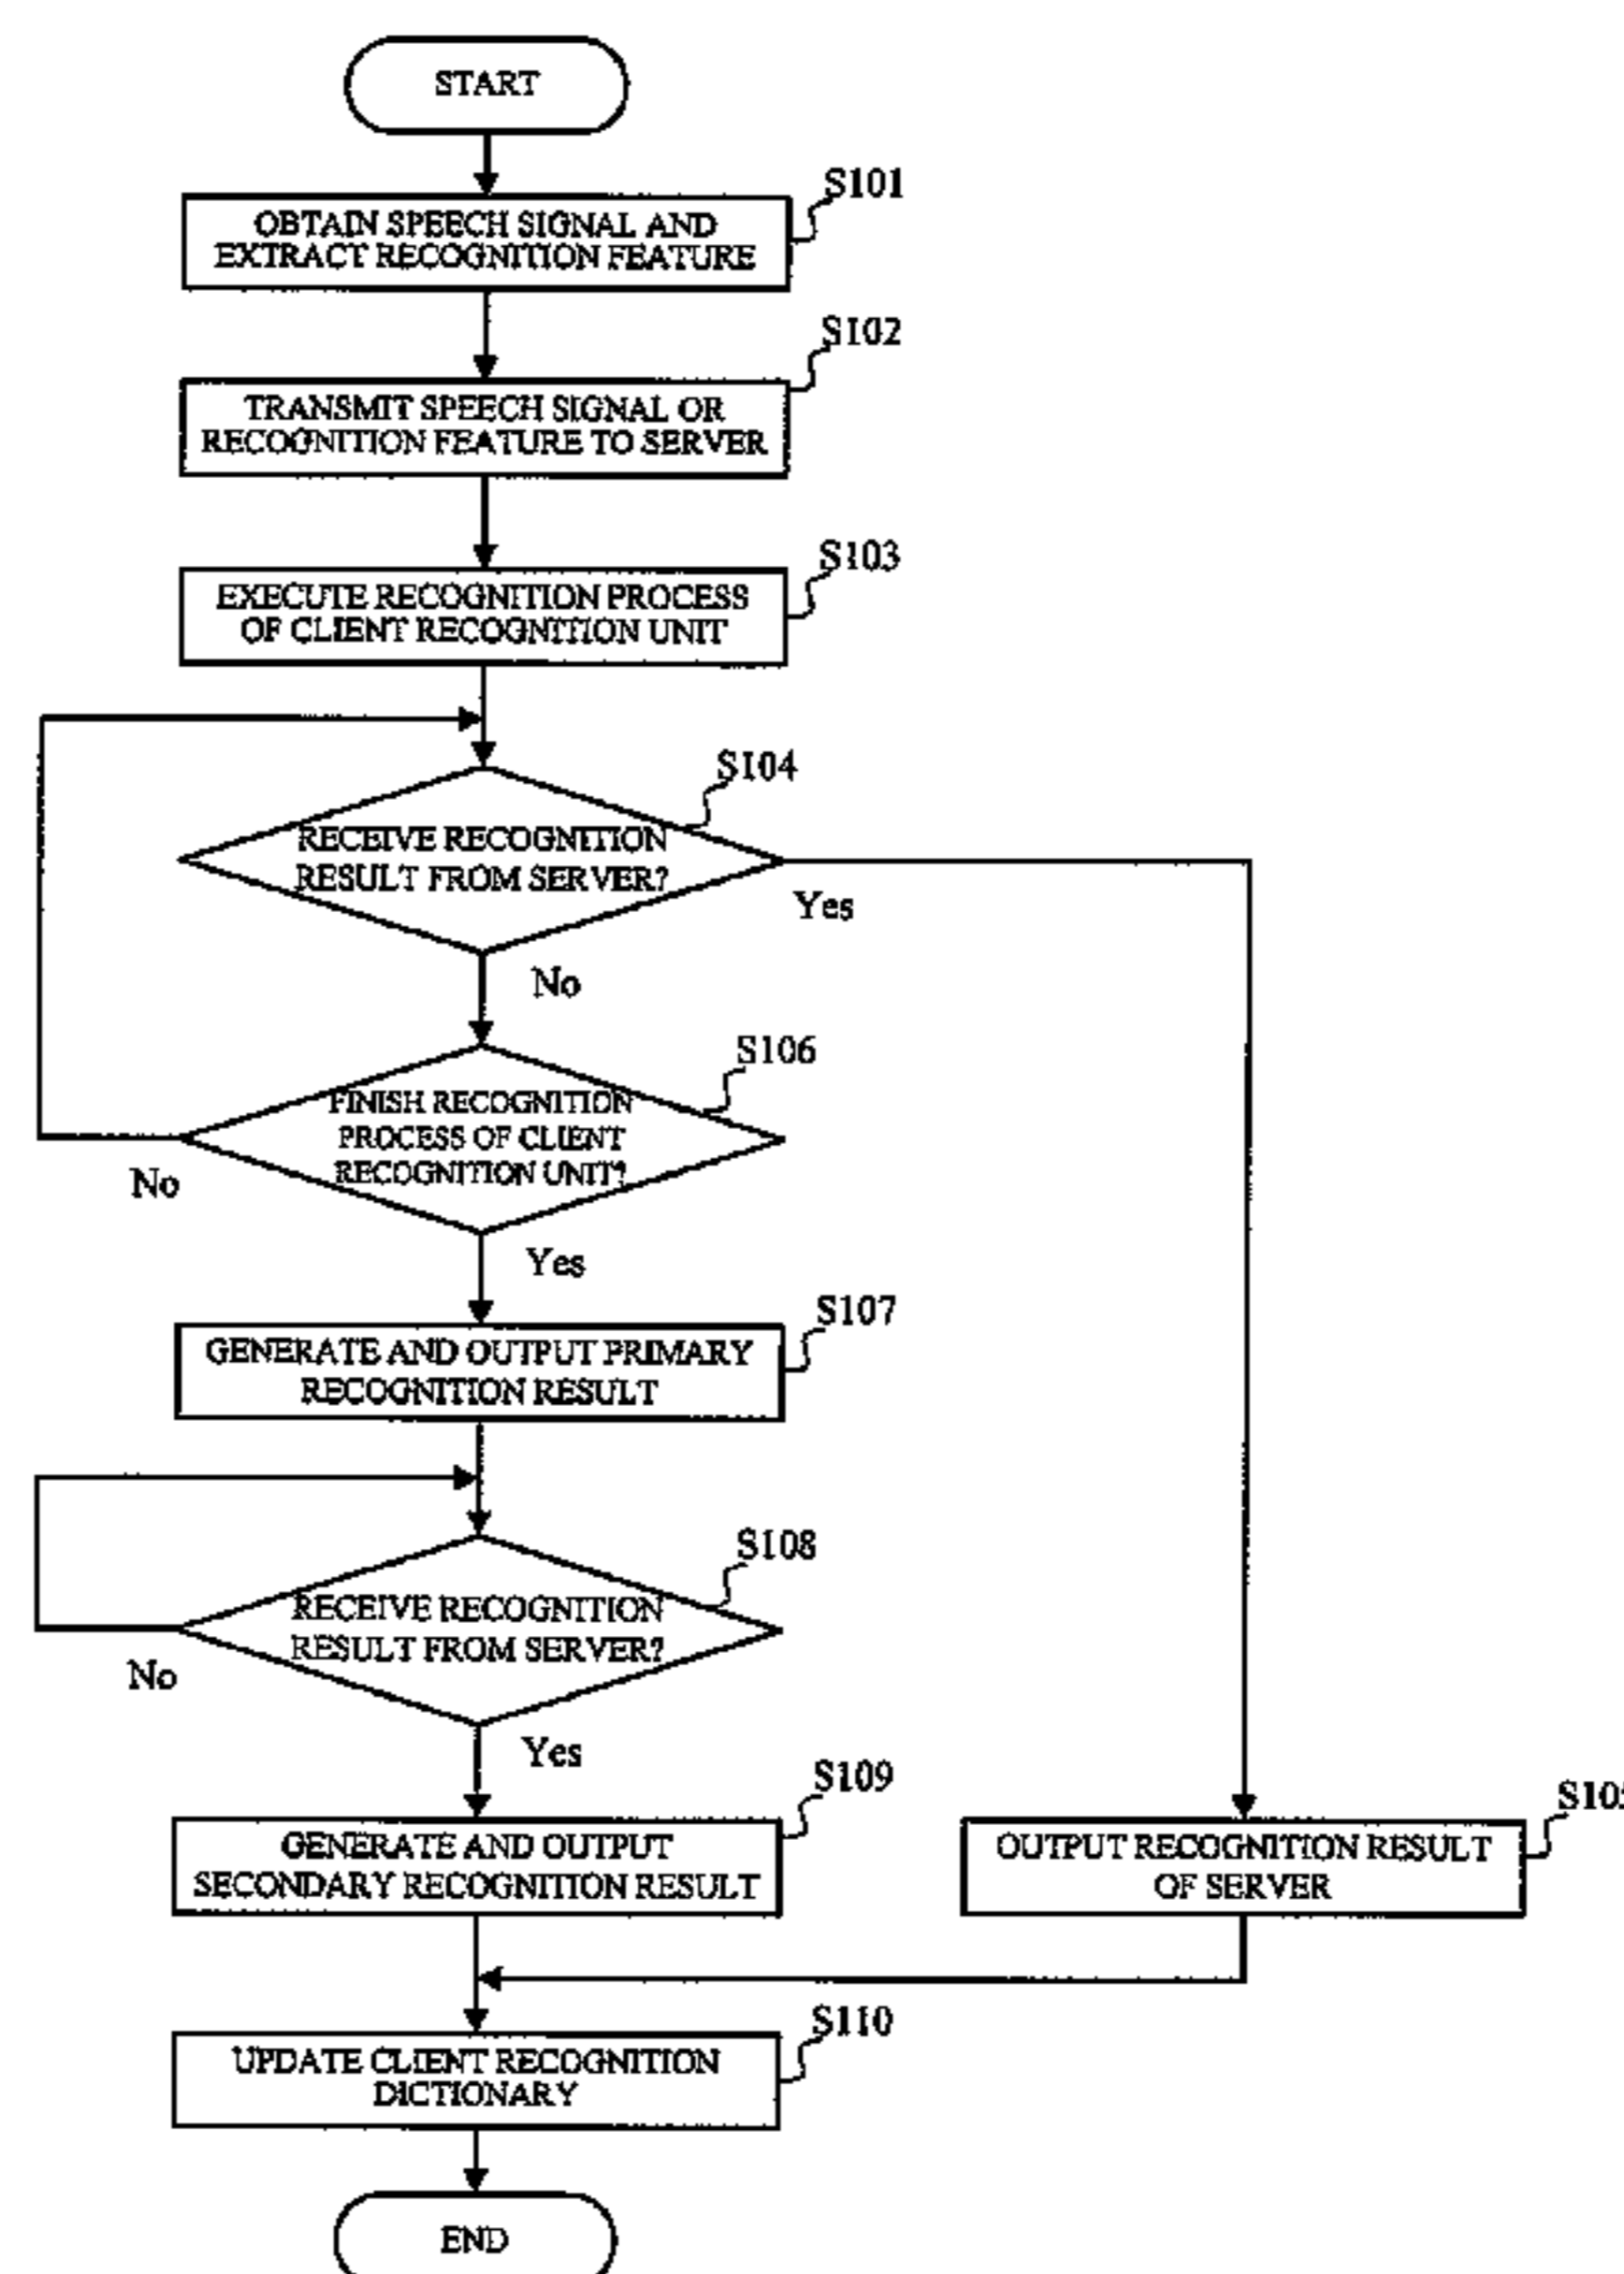 START
S101
OBTAIN SPEECH SIGNAL AND
EXTRACT RECOGNITION FEATURE
S102
TRANSMIT SPEECH SIGNAL OR
RECOGNITION FEATURE TO SERVER
S103
EXECUTE RECOGNITION PROCESS
OF CLIENT RECOGNITION UNIT
S104
RECEIVE RECOGNITION
RESULT FROM SERVER?
Yes
No
S106
FINISH RECOGNITION
PROCESS OF CLIENT
RECOGNITION UNIT?
No
Yes
S107
GENERATE AND OUTPUT PRIMARY
RECOGNITION RESULT
S108
RECEIVE RECOGNITION
RESULT FROM SERVER?
No
Yes
S109
GENERATE AND OUTPUT
SECONDARY RECOGNITION RESULT
OUTPUT RECOGNITION RESULT
OF SERVER
S110
UPDATE CLIENT RECOGNITION
DICTIONARY
END